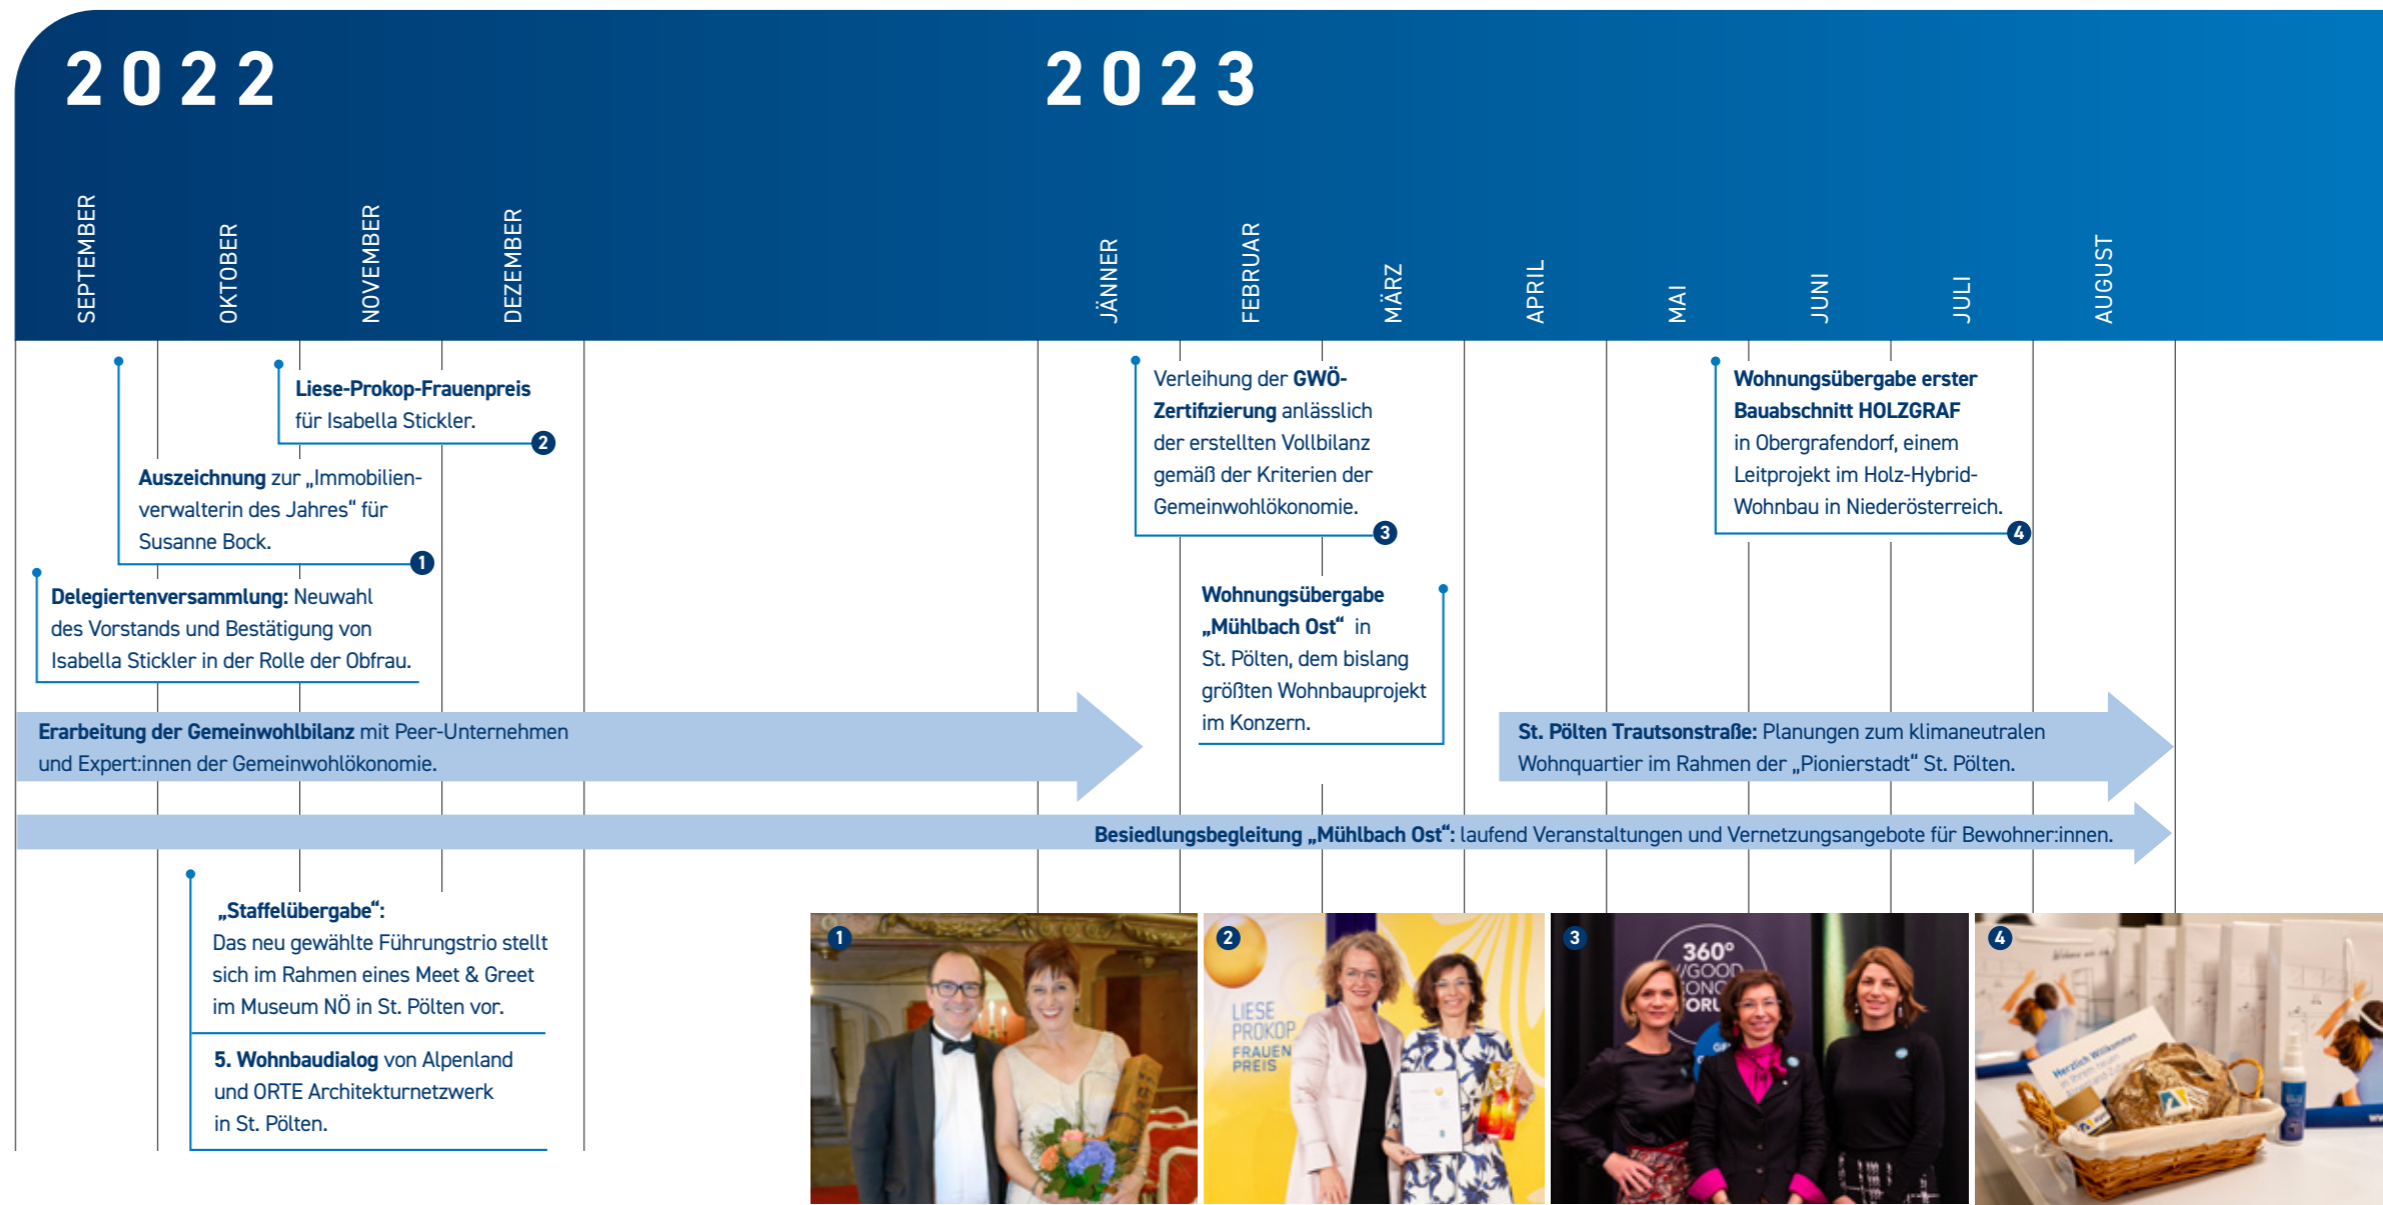 2022
2023
SEPTEMBER
OKTOBER
NOVEMBER
DEZEMBER
JÄNNER
FEBRUAR
MÄRZ
APRIL
MAI
JUNI
JULI
AUGUST
Liese-Prokop-Frauenpreis
für Isabella Stickler.
2
Auszeichnung zur „Immobilien-
verwalterin des Jahres“ für
Susanne Bock.
1
Delegiertenversammlung: Neuwahl
des Vorstands und Bestätigung von
Isabella Stickler in der Rolle der Obfrau.
Verleihung der GWÖ-
Zertifizierung anlässlich
der erstellten Vollbilanz
gemäß der Kriterien der
Gemeinwohlökonomie.
3
Wohnungsübergabe
„Mühlbach Ost“ in
St. Pölten, dem bislang
größten Wohnbauprojekt
im Konzern.
Wohnungsübergabe erster
Bauabschnitt HOLZGRAF
in Obergrafendorf, einem
Leitprojekt im Holz-Hybrid-
Wohnbau in Niederösterreich.
4
Erarbeitung der Gemeinwohlbilanz mit Peer-Unternehmen
und Expert:innen der Gemeinwohlökonomie.
St. Pölten Trautsonstraße: Planungen zum klimaneutralen
Wohnquartier im Rahmen der „Pionierstadt“ St. Pölten.
Besiedlungsbegleitung „Mühlbach Ost“: laufend Veranstaltungen und Vernetzungsangebote für Bewohner:innen.
„Staffelübergabe“:
Das neu gewählte Führungstrio stellt
sich im Rahmen eines Meet & Greet
im Museum NÖ in St. Pölten vor.
5. Wohnbaudialog von Alpenland
und ORTE Architekturnetzwerk
in St. Pölten.
1
2
LIESE
PROKOP
FRAUEN
PREIS
3
360°
//GOOD
4
Herzlich Willkommen